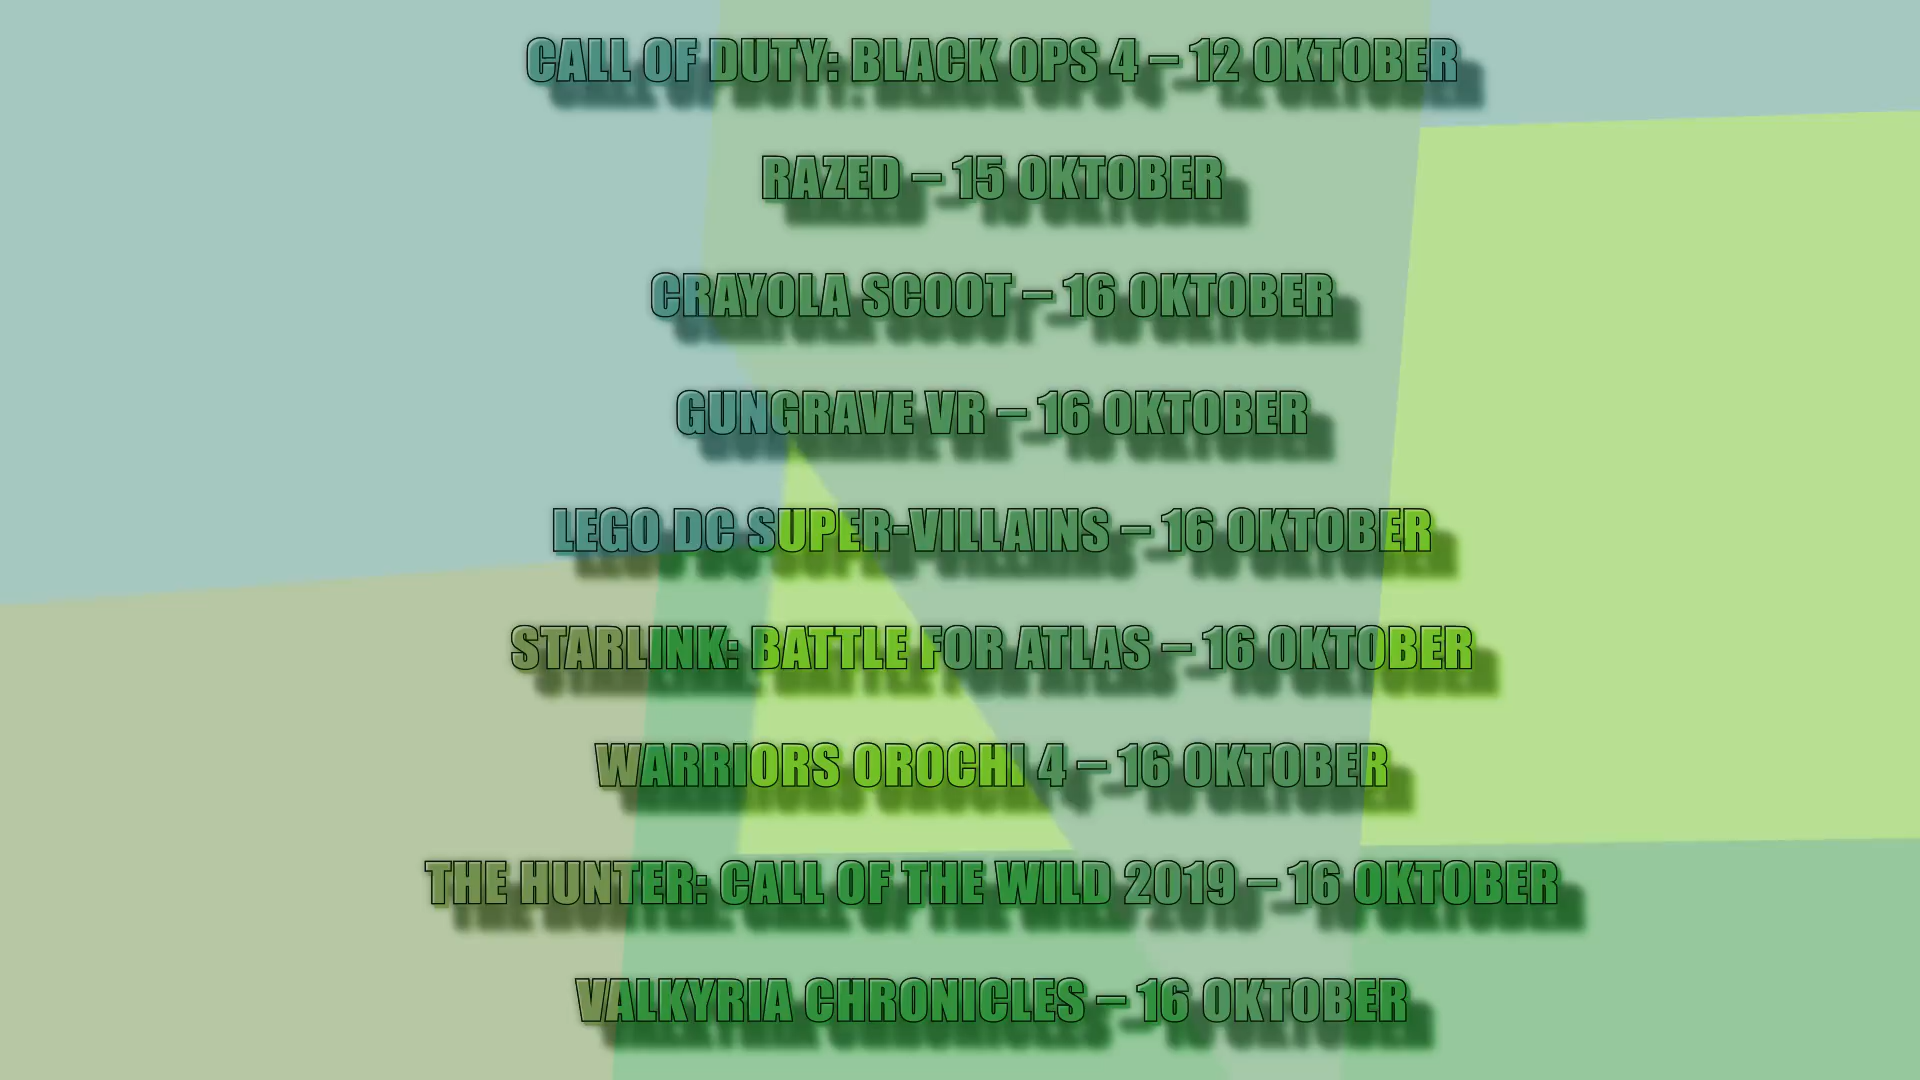 CALL OF DUTY: BLACK OPS 4 – 12 OKTOBER
RAZED – 15 OKTOBER
CRAYOLA SCOOT – 16 OKTOBER
GUNGRAVE VR – 16 OKTOBER
LEGO DC SUPER-VILLAINS – 16 OKTOBER
STARLINK: BATTLE FOR ATLAS – 16 OKTOBER
WARRIORS OROCHI 4 – 16 OKTOBER
THE HUNTER: CALL OF THE WILD 2019 – 16 OKTOBER
VALKYRIA CHRONICLES – 16 OKTOBER